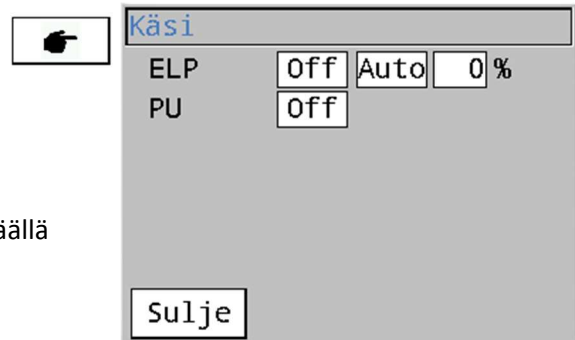 Käsi
ELP Off Auto 0 %
PU Off
äällä
Sulje